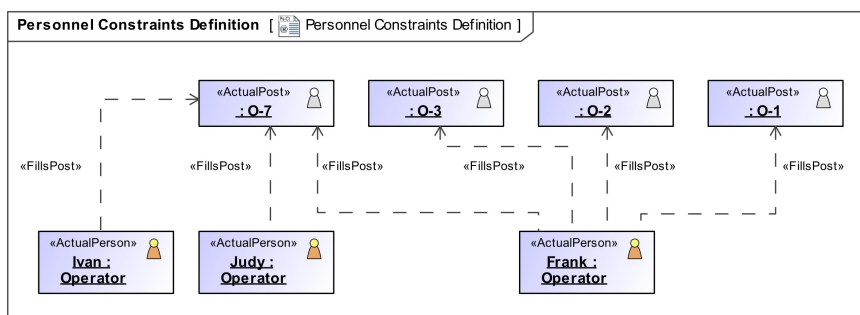 Personnel Constraints Definition [ Personnel Constraints Definition ]
«ActualPost»
: O-7
«ActualPost»
: O-3
«ActualPost»
: O-2
«ActualPost»
: O-1
«FillsPost»
«FillsPost»
«FillsPost»
«FillsPost»
«FillsPost»
«FillsPost»
«ActualPerson»
Ivan :
Operator
«ActualPerson»
Judy :
Operator
«ActualPerson»
Frank :
Operator